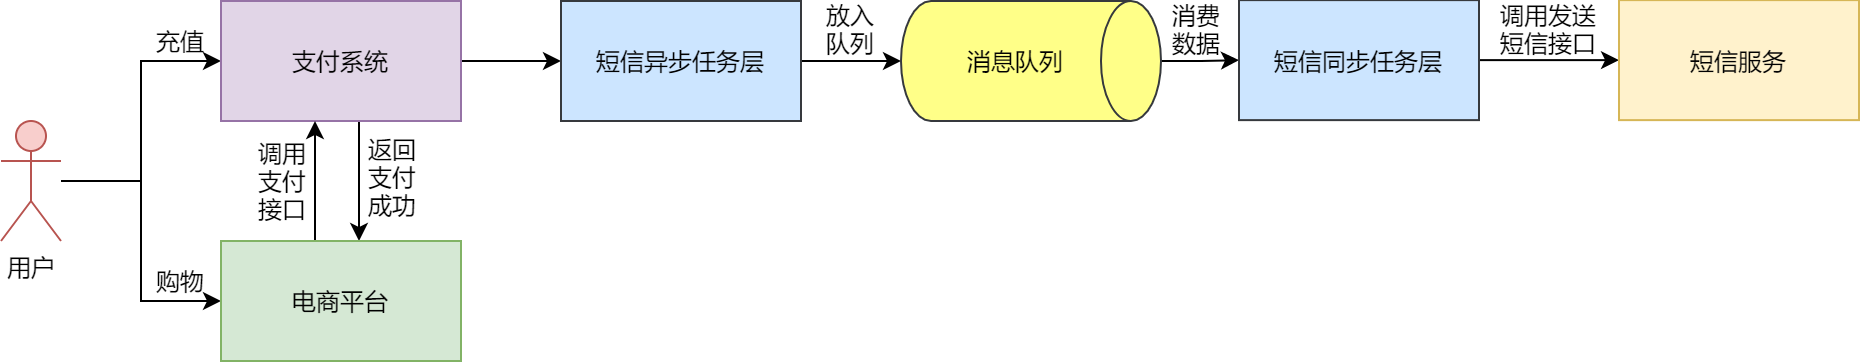 充值
支付系统
短信异步任务层
放入
队列
消息队列
消费
数据
短信同步任务层
调用发送
短信接口
短信服务
调用
支付
接口
返回
支付
成功
用户
购物
电商平台